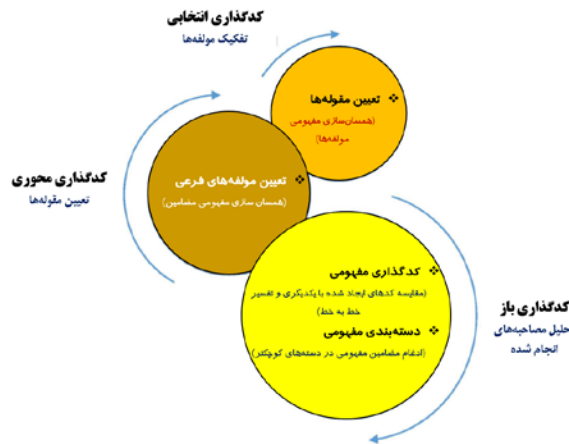 کدگذاری انتخابی
تفکیک مولفه‌ها
تعیین مقوله‌ها
(همسان‌سازی مفهومی
مولفه‌ها)
کدگذاری محوری
تعیین مقوله‌ها
تعیین مولفه‌های فرعی
(همسان سازی مفهومی مضامین)
کدگذاری مفهومی
(مقایسه کدهای ایجاد شده با یکدیگری و تفسیر
خط به خط)
دسته‌بندی مفهومی
(ادغام مضامین مفهومی در دسته‌های کوچکتر)
کدگذاری باز
حلیل مصاحبه‌های
انجام شده